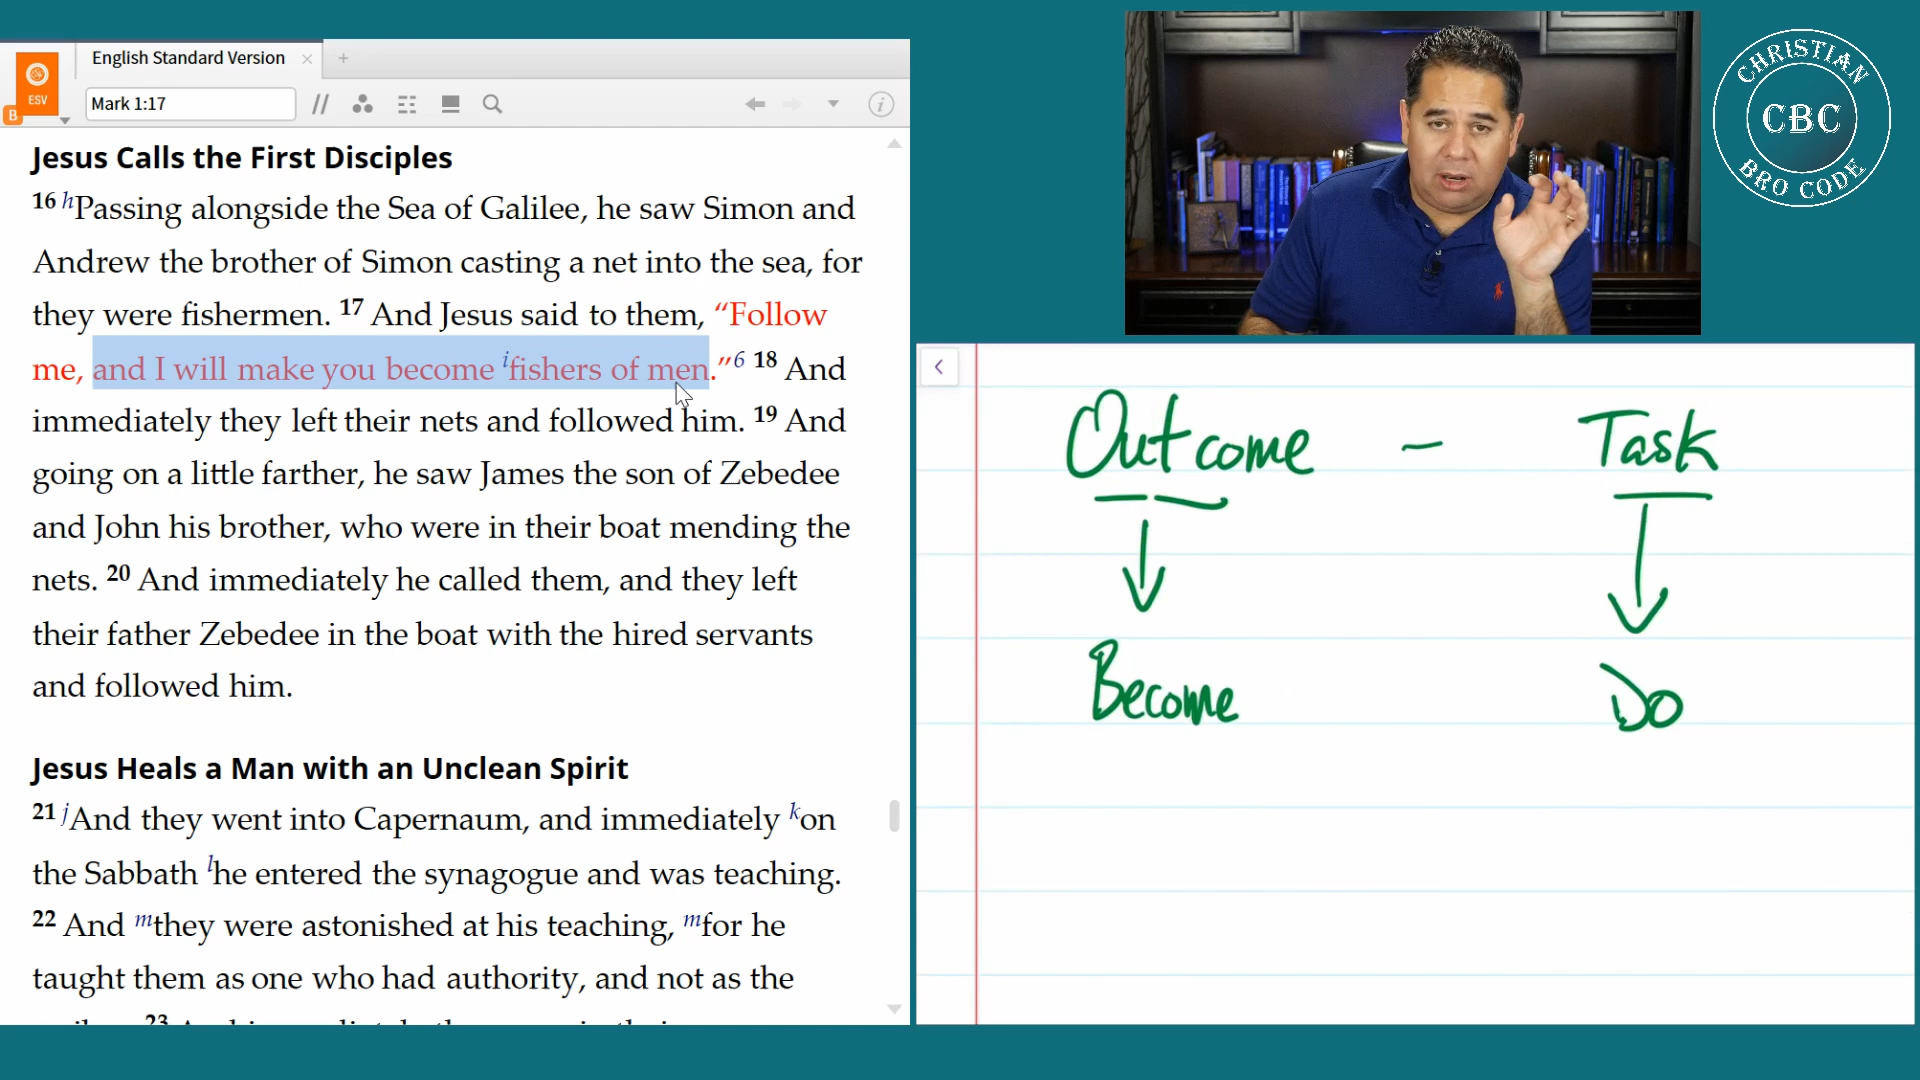 English Standard Version
ESV
B
Mark 1:17
Jesus Calls the First Disciples
16 hPassing alongside the Sea of Galilee, he saw Simon and
Andrew the brother of Simon casting a net into the sea, for
they were fishermen. 17 And Jesus said to them, “Follow
me, and I will make you become ifishers of men.”6 18 And
immediately they left their nets and followed him. 19 And
going on a little farther, he saw James the son of Zebedee
and John his brother, who were in their boat mending the
nets. 20 And immediately he called them, and they left
their father Zebedee in the boat with the hired servants
and followed him.
Jesus Heals a Man with an Unclean Spirit
21 jAnd they went into Capernaum, and immediately kon
the Sabbath lhe entered the synagogue and was teaching.
22 And mthey were astonished at his teaching, mfor he
taught them as one who had authority, and not as the
23
CHRISTIAN
CBC
BRO CODE
Outcome - Task
Become Do